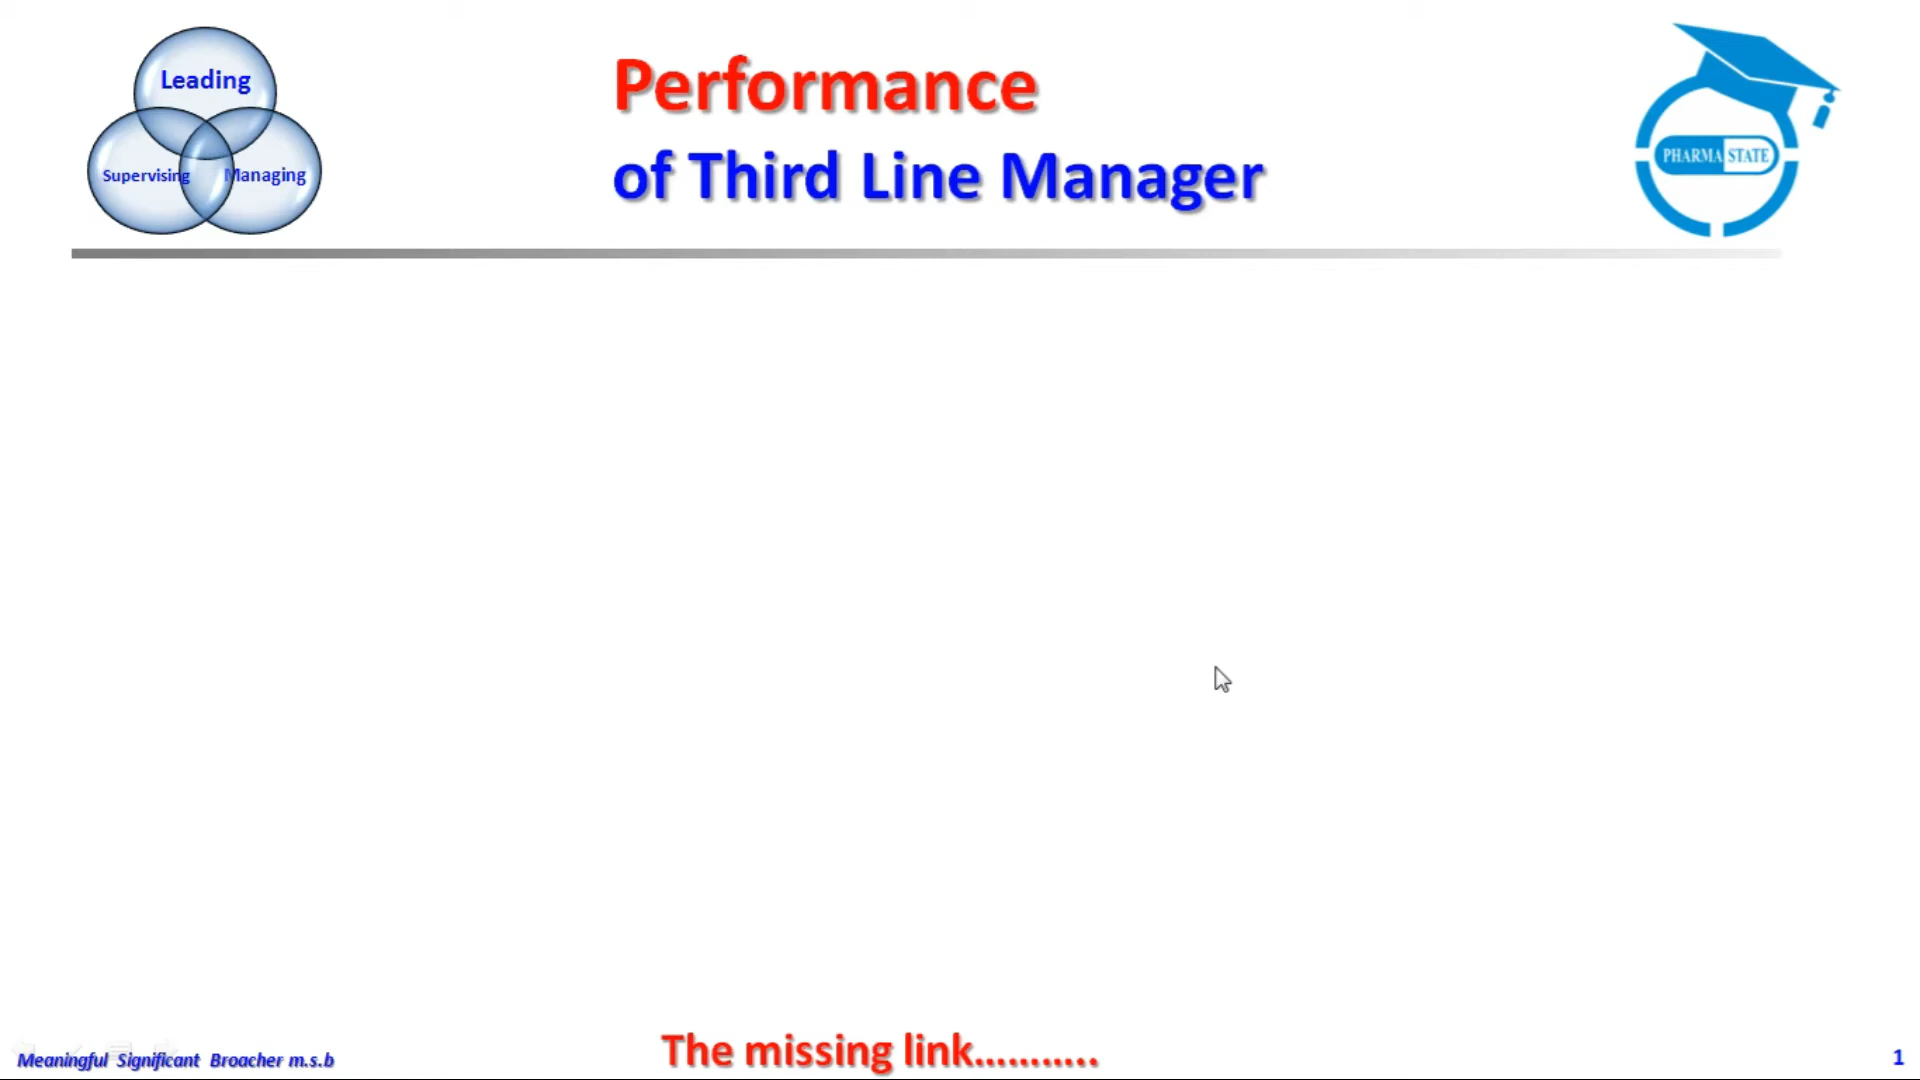 Leading
Supervising
Managing
Performance
of Third Line Manager
PHARMA STATE
Meaningful Significant Broacher m.s.b
The missing link...........
1